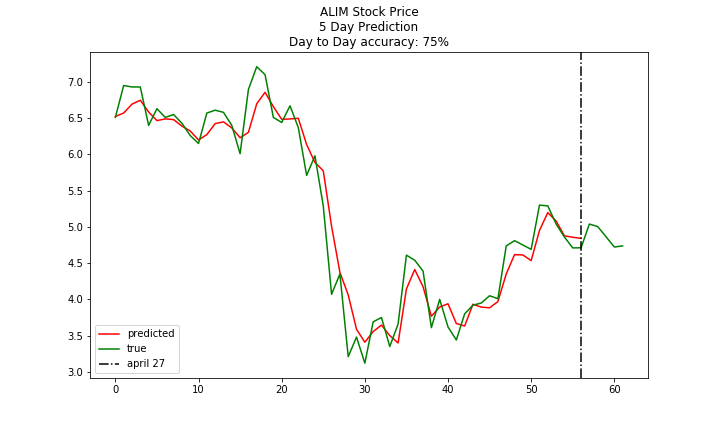 ALIM Stock Price
5 Day Prediction
Day to Day accuracy: 75%
7.0
6.5
6.0
5.5
5.0
4.5
4.0
3.5
3.0
predicted
true
april 27
0 10 20 30 40 50 60